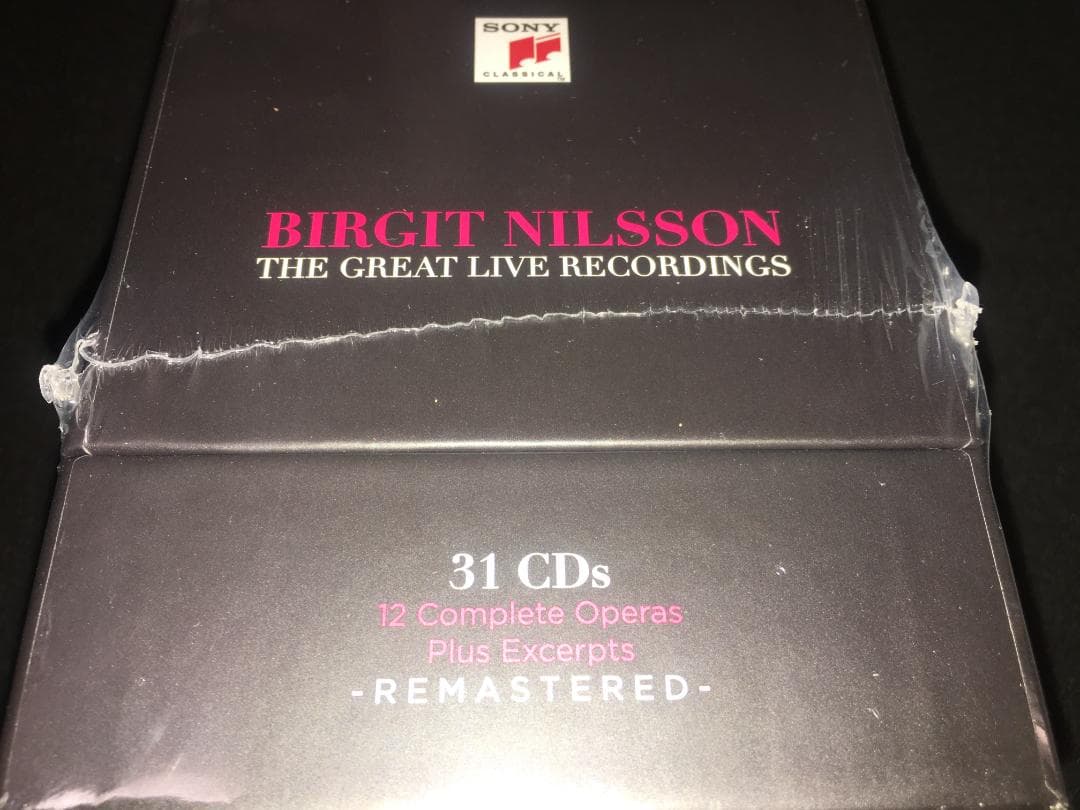 SONY
CLASSICAL
BIRGIT NILSSON
THE GREAT LIVE RECORDINGS
31 CDs
12 Complete Operas
Plus Excerpts
-REMASTERED-